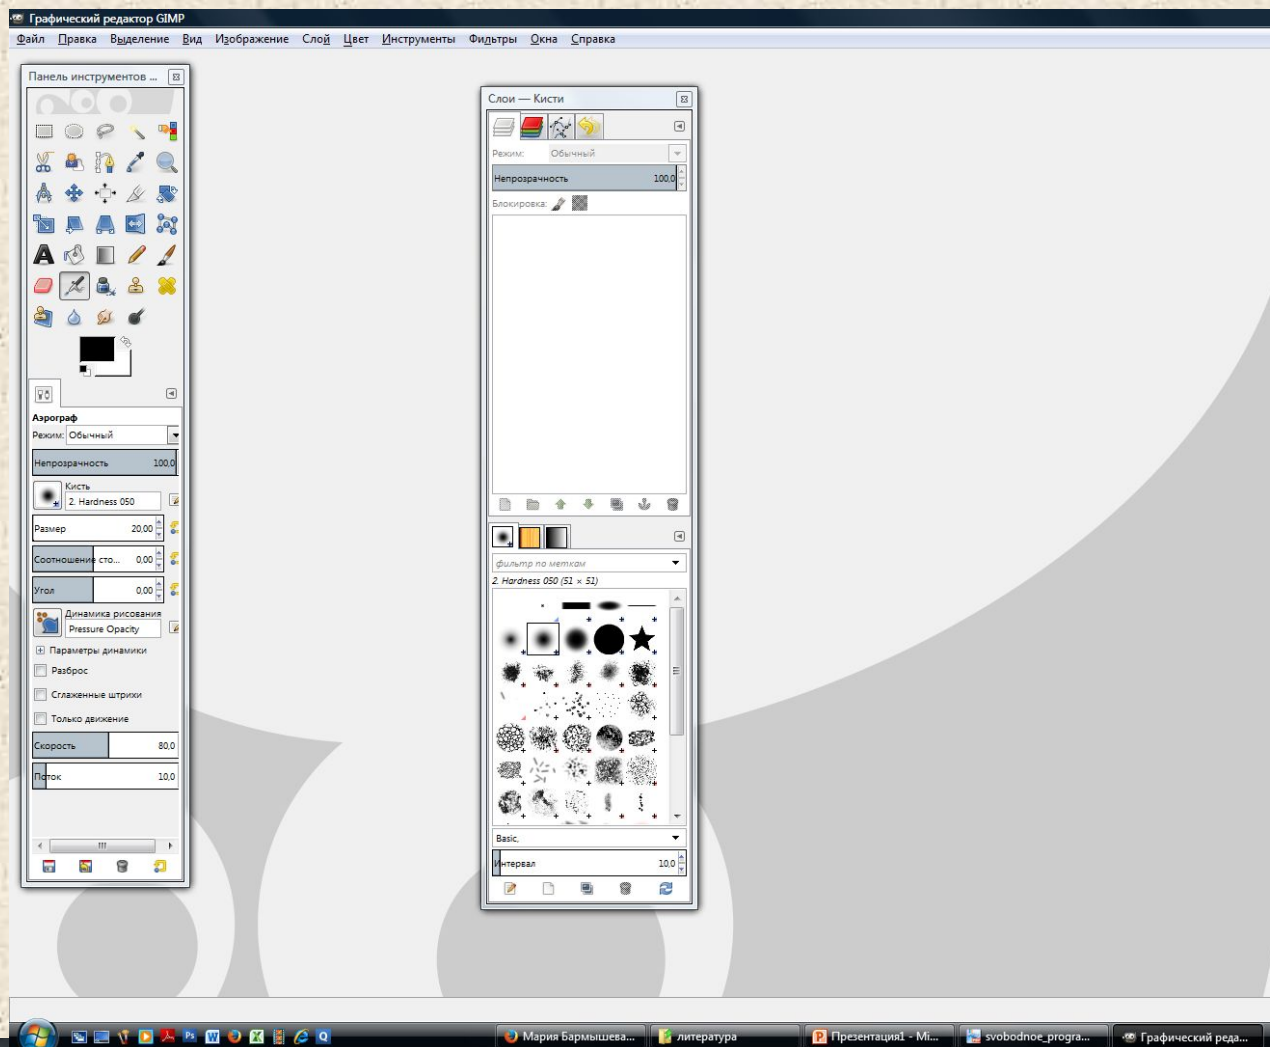 Графический редактор GIMP
Файл Правка Выделение Вид Изображение Слой Цвет Инструменты Фильтры Окна Справка
Панель инструментов ...
Аэрограф
Режим: Обычный
Непрозрачность 100,0
Кисть
2. Hardness 050
Размер 20,00
Соотношение сто... 0,00
Угол 0,00
Динамика рисования
Pressure Opacity
Параметры динамики
Разброс
Сглаженные штрихи
Только движение
Скорость 80,0
Поток 10,0
Слои — Кисти
Режим: Обычный
Непрозрачность 100,0
Блокировка:
фильтр по меткам
2. Hardness 050 (51 × 51)
Basic,
Интервал 10,0
Мария Бармышева... литература Презентация1 - Mi... svobodnoe_progra... Графический реда...